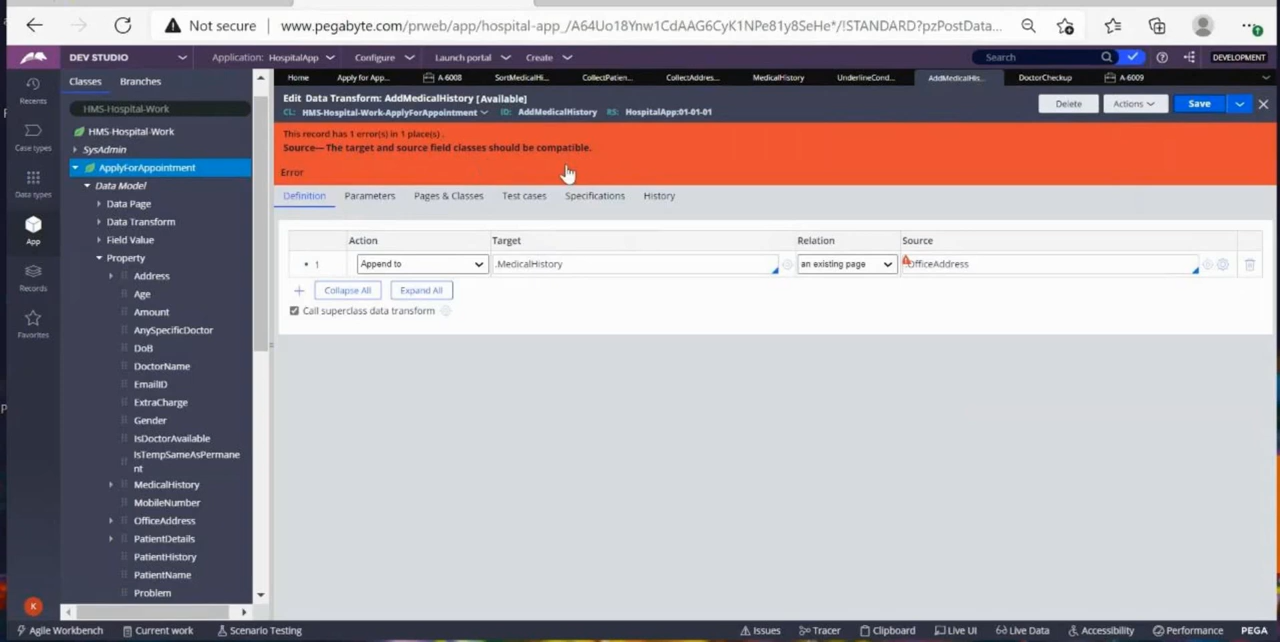 Not secure
www.pegabyte.com/prweb/app/hospital-app_/A64Uo18Ynw1CdAAG6CyK1NPe81y8SeHe*/!STANDARD?pzPostData...
DEV STUDIO
Application: HospitalApp
Configure
Launch portal
Create
Search
DEVELOPMENT
Recents
Case types
Data types
App
Records
Favorites
K
Classes
Branches
HMS-Hospital-Work
HMS-Hospital-Work
SysAdmin
ApplyForAppointment
Data Model
Data Page
Data Transform
Field Value
Property
Address
Age
Amount
AnySpecificDoctor
DoB
DoctorName
EmailID
ExtraCharge
Gender
IsDoctorAvailable
IsTempSameAsPermane
nt
MedicalHistory
MobileNumber
OfficeAddress
PatientDetails
PatientHistory
PatientName
Problem
Home
Apply for App...
A-6008
SortMedicalHi...
CollectPatien...
CollectAddres...
MedicalHistory
UnderlineCond...
AddMedicalHis...
DoctorCheckup
A-6009
Edit Data Transform: AddMedicalHistory [Available]
CL: HMS-Hospital-Work-ApplyForAppointment
ID: AddMedicalHistory
RS: HospitalApp:01-01-01
Delete
Actions
Save
This record has 1 error(s) in 1 place(s) .
Source— The target and source field classes should be compatible.
Error
Definition
Parameters
Pages & Classes
Test cases
Specifications
History
Action
Target
Relation
Source
1
Append to
.MedicalHistory
an existing page
OfficeAddress
Collapse All
Expand All
Call superclass data transform
Agile Workbench
Current work
Scenario Testing
Issues
Tracer
Clipboard
Live UI
Live Data
Accessibility
Performance
PEGA